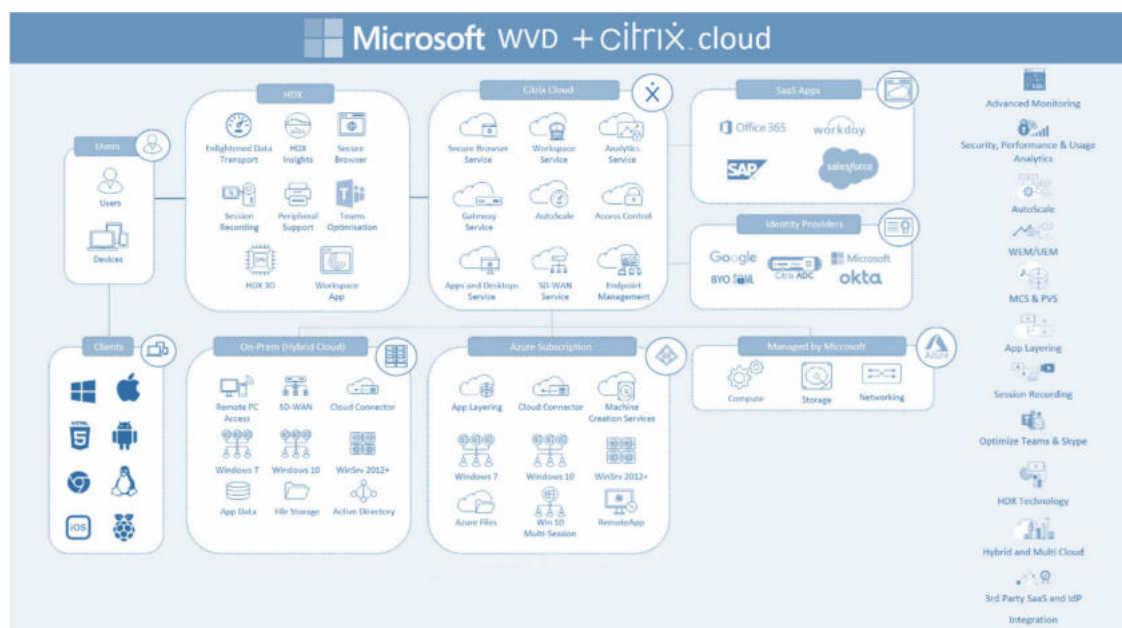 Microsoft WVD + citrix. cloud
Users
Users
Devices
HDX
Enlightened Data
Transport
HDX
Insights
Secure
Browser
Session
Recording
Peripheral
Support
Teams
Optimisation
HDX 3D
Workspace
App
Citrix Cloud
Secure Browser
Service
Workspace
Service
Analytics
Service
Gateway
Service
AutoScale
Access Control
Apps and Desktops
Service
SD-WAN
Service
Endpoint
Management
SaaS Apps
Office 365
workday.
SAP
salesforce
Identity Providers
Google
Citrix ADC
Microsoft
BYO SAML
okta
Clients
HTML
5
iOS
On-Prem (Hybrid Cloud)
Remote PC
Access
SD-WAN
Cloud Connector
Windows 7
Windows 10
WinSrv 2012+
App Data
File Storage
Active Directory
Azure Subscription
App Layering
Cloud Connector
Machine
Creation Services
Windows 7
Windows 10
WinSrv 2012+
Azure Files
Win 10
Multi-Session
RemoteApp
Managed by Microsoft
Azure
Compute
Storage
Networking
Advanced Monitoring
Security, Performance & Usage
Analytics
AutoScale
WEM/UEM
MCS & PVS
App Layering
Session Recording
Optimize Teams & Skype
HDX Technology
Hybrid and Multi Cloud
3rd Party SaaS and IdP
Integration